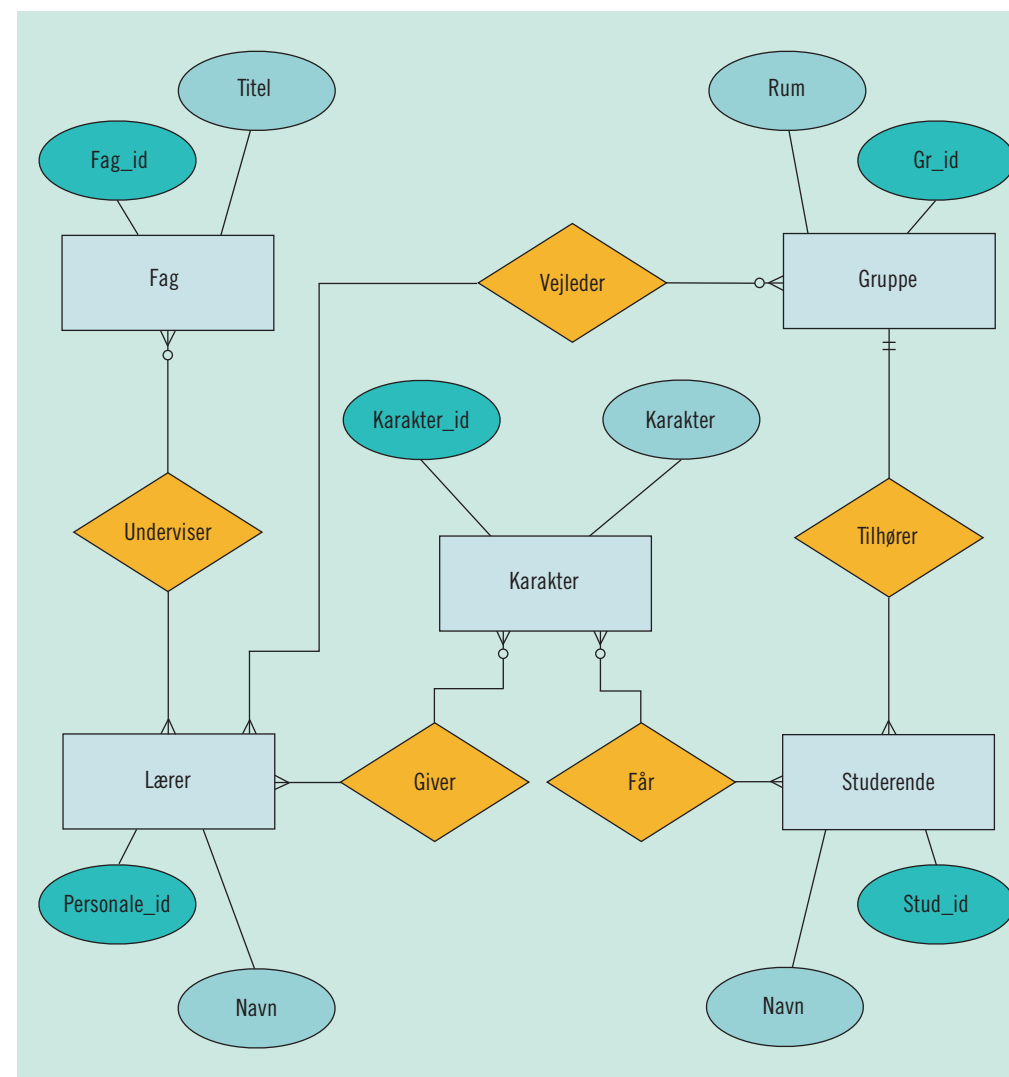 Titel
Rum
Fag_id
Gr_id
Fag
Vejleder
Gruppe
Karakter_id
Karakter
Underviser
Tilhører
Karakter
Lærer
Giver
Får
Studerende
Personale_id
Stud_id
Navn
Navn